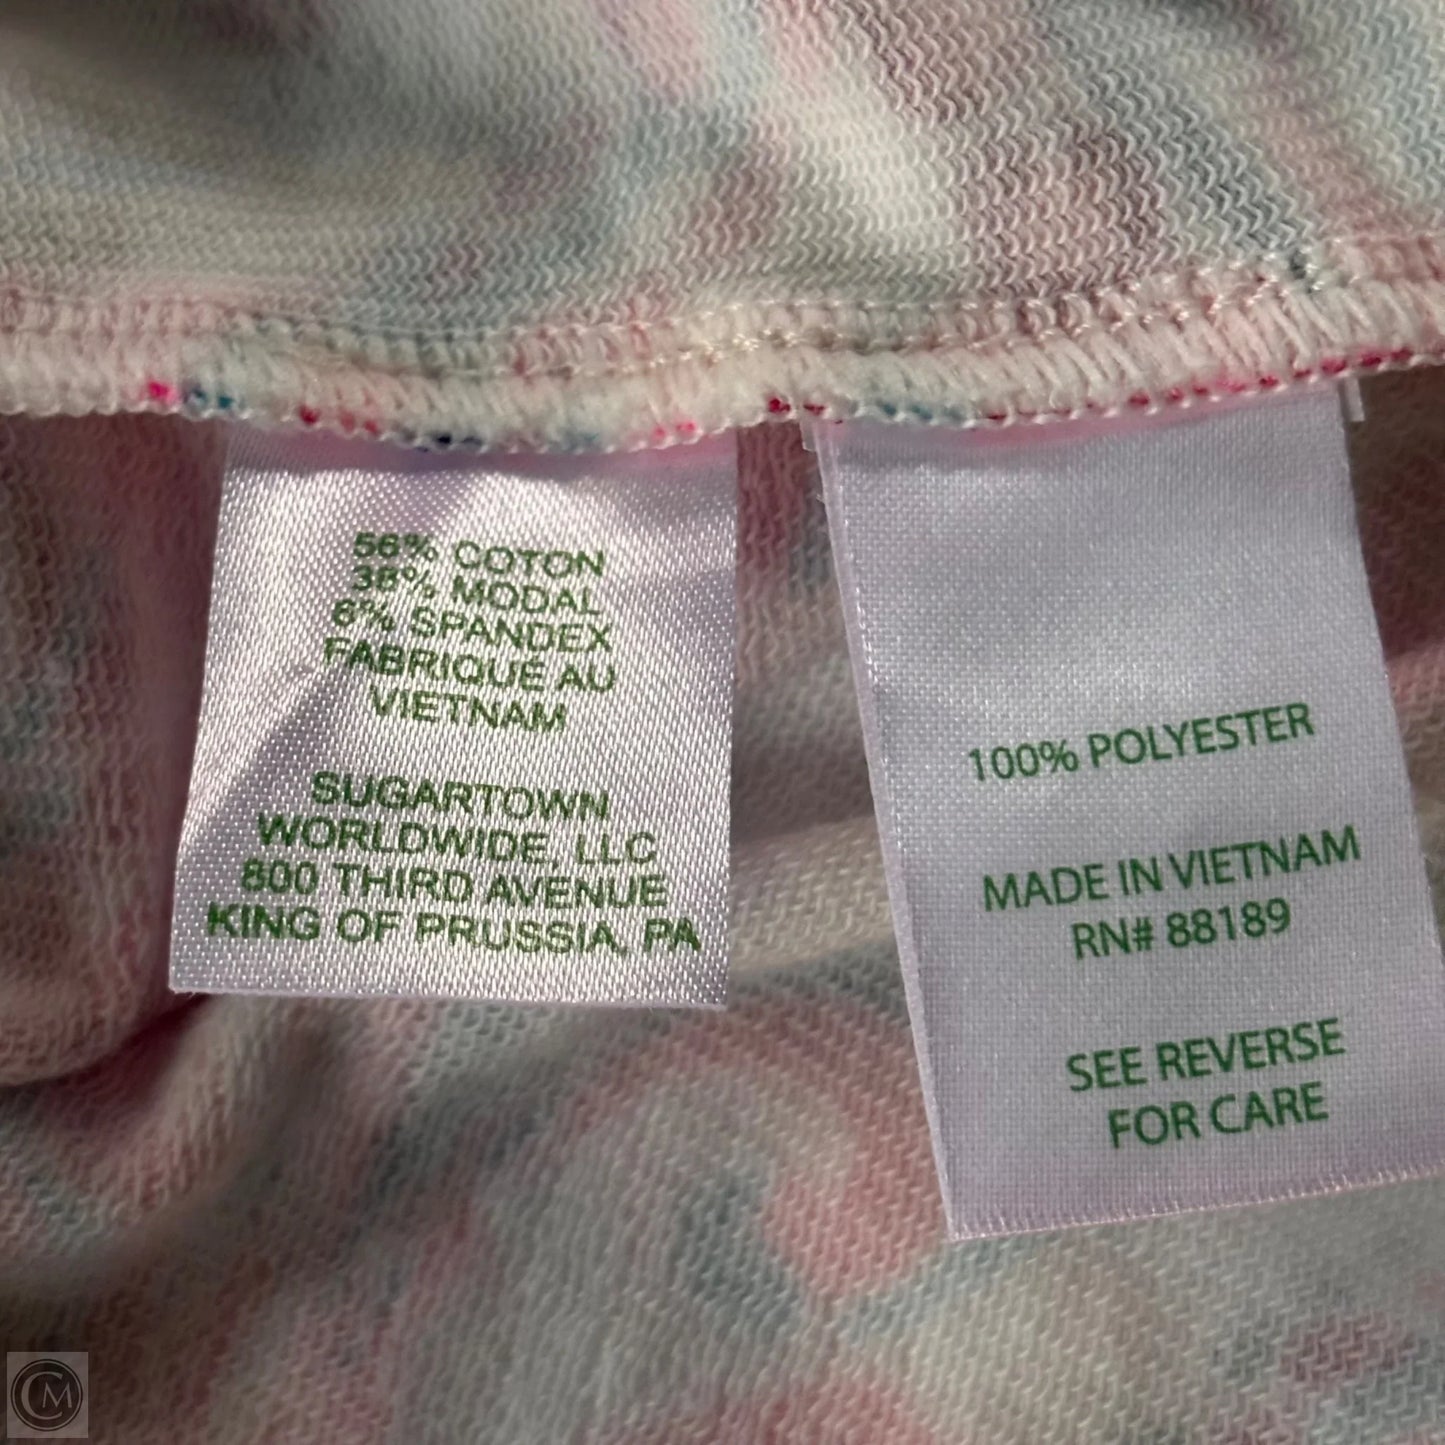 56% COTON
38% MODAL
6% SPANDEX
FABRIQUÉ AU
VIETNAM
SUGARTOWN
WORLDWIDE, LLC
800 THIRD AVENUE
KING OF PRUSSIA, PA
100% POLYESTER
MADE IN VIETNAM
RN# 88189
SEE REVERSE
FOR CARE
CM